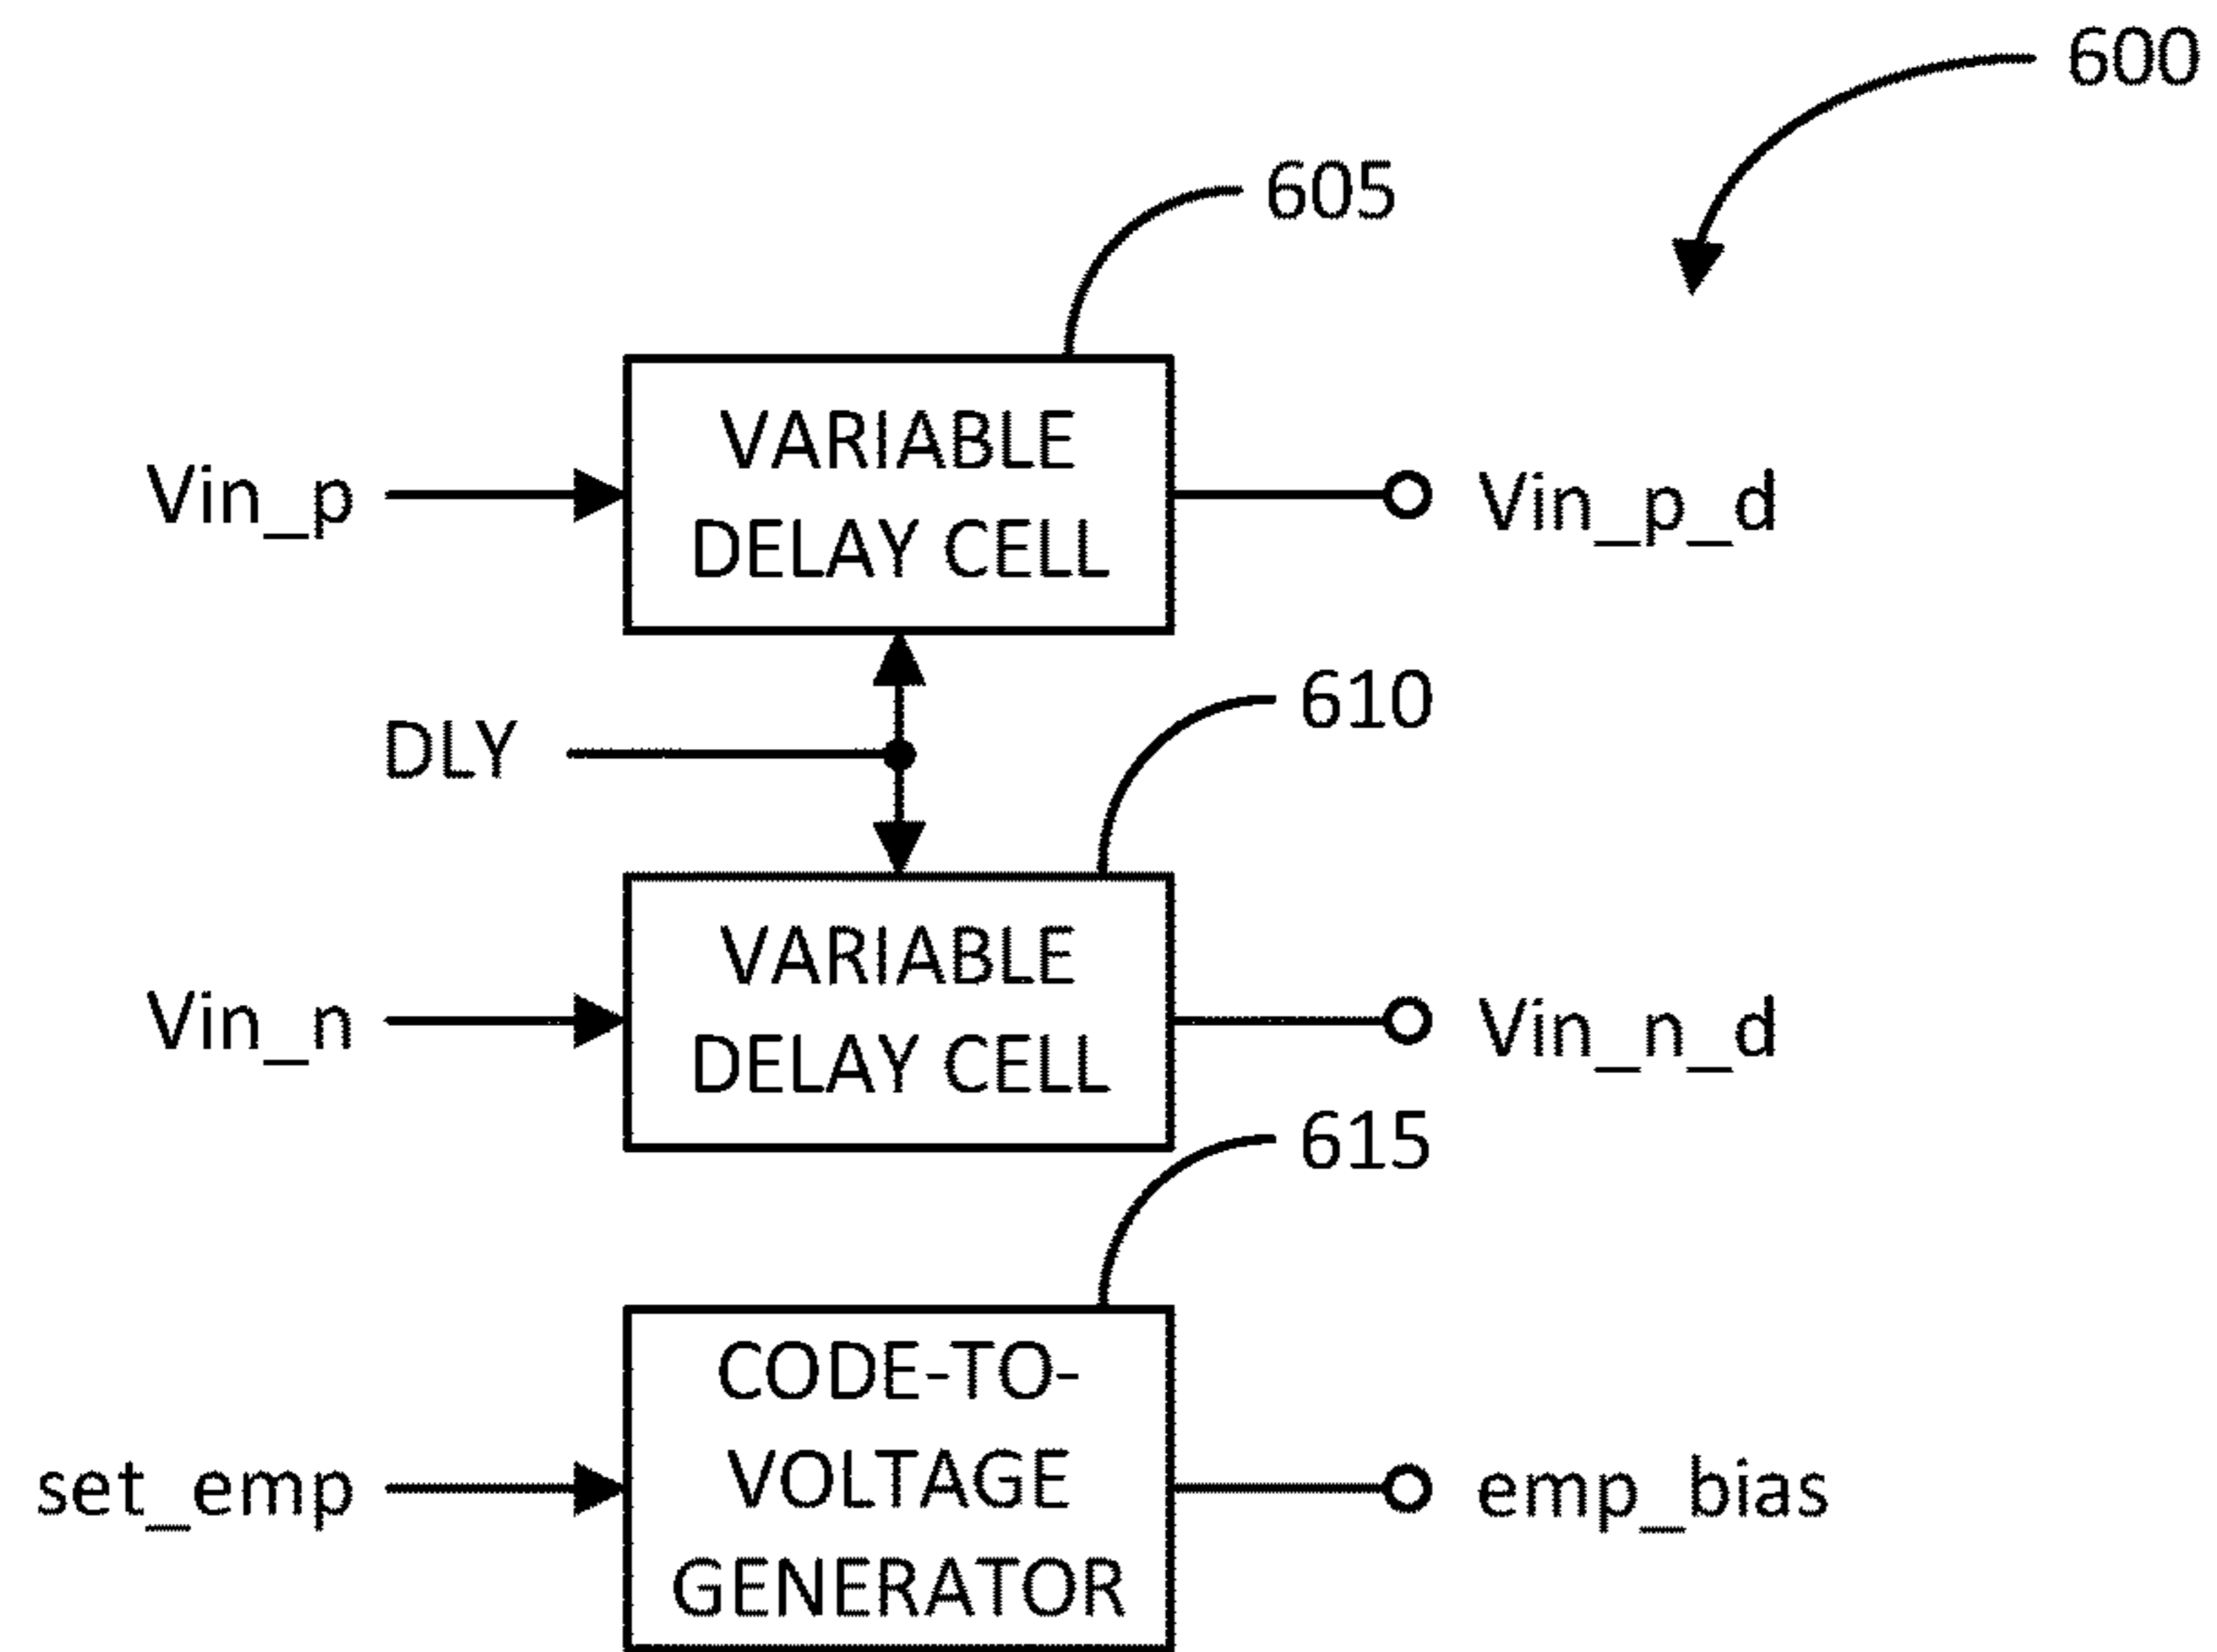 600
605
VARIABLE
DELAY CELL
Vin_p
Vin_p_d
DLY
610
VARIABLE
DELAY CELL
Vin_n
Vin_n_d
615
CODE-TO-
VOLTAGE
GENERATOR
set_emp
emp_bias